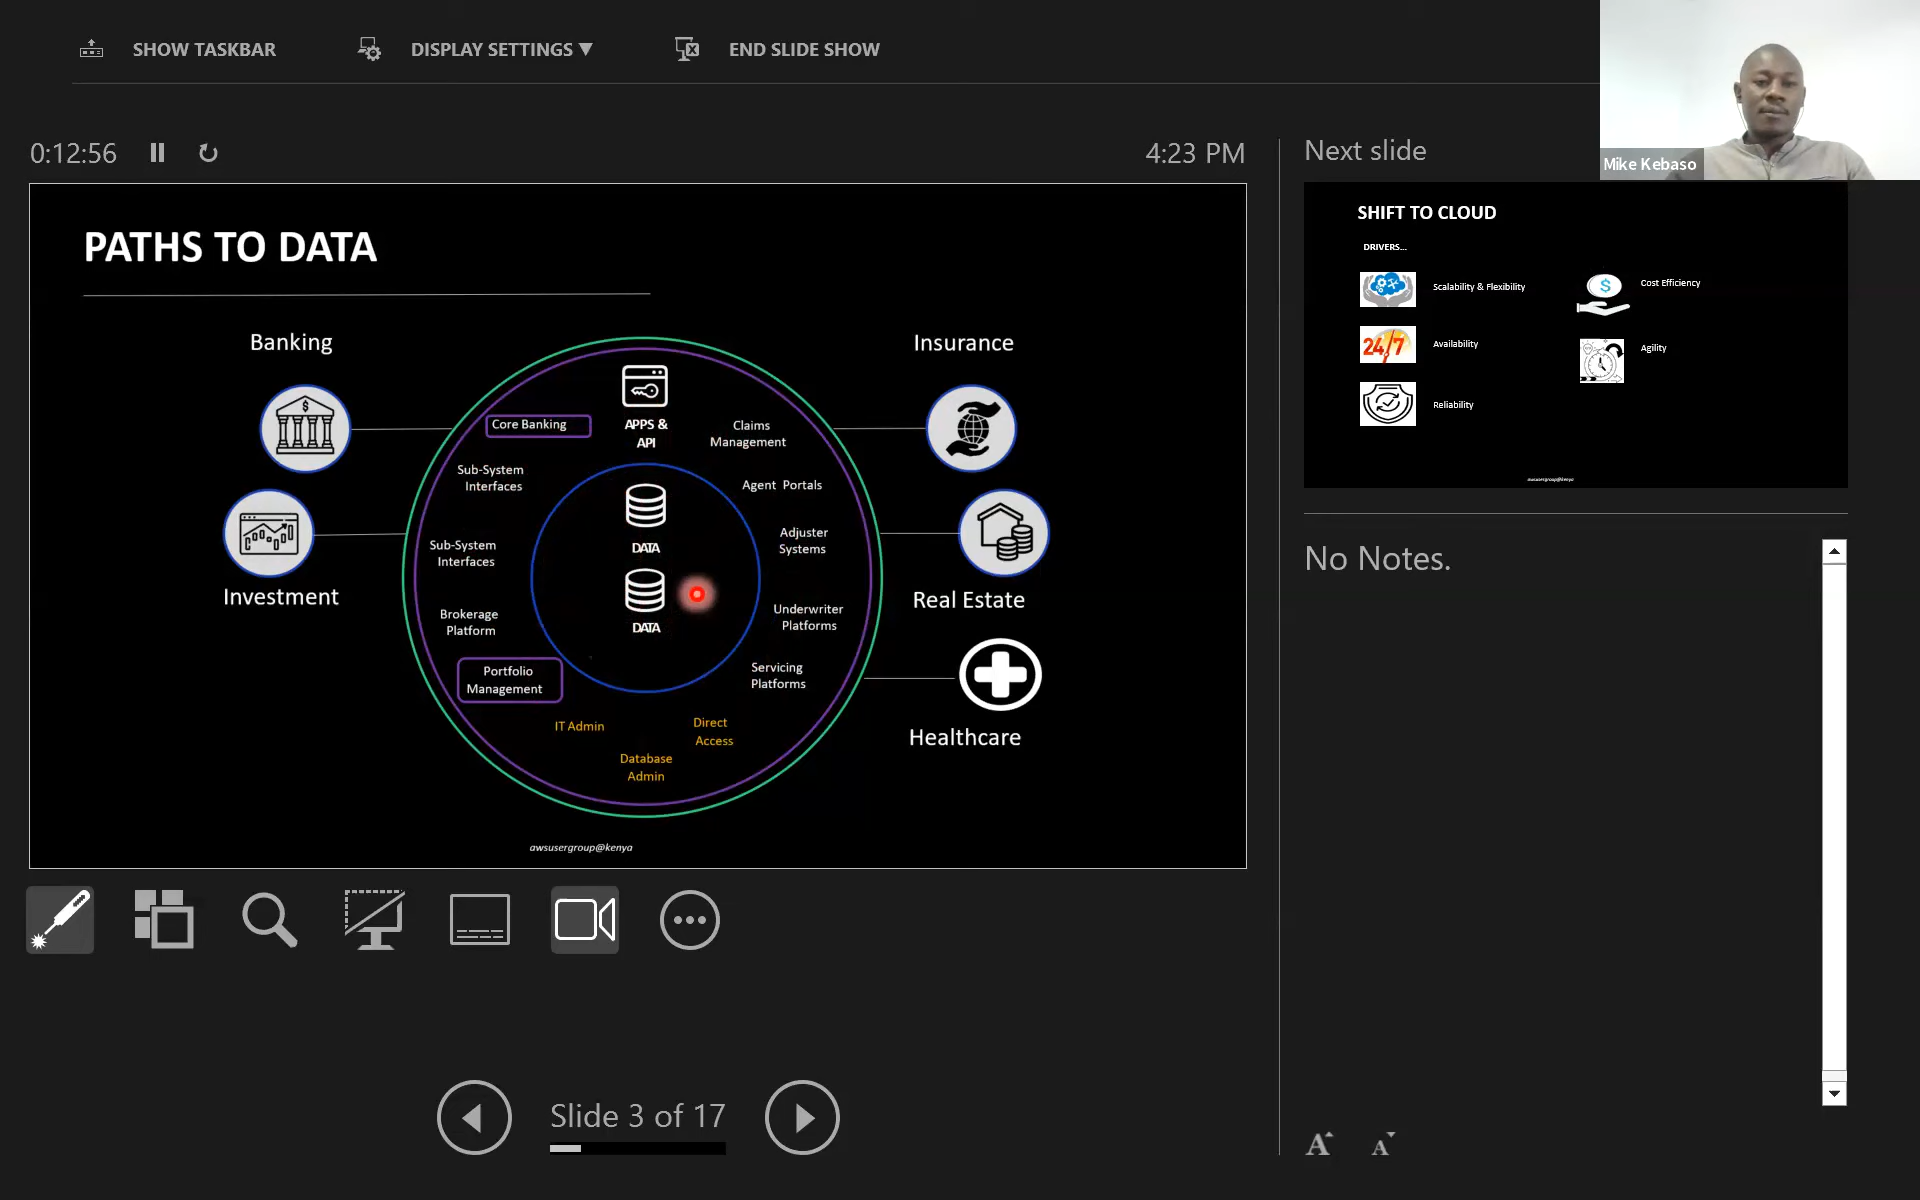 SHOW TASKBAR
DISPLAY SETTINGS ▼
END SLIDE SHOW
Mike Kebaso
0:12:56
4:23 PM
Next slide
PATHS TO DATA
Banking
Investment
Insurance
Real Estate
Healthcare
Core Banking
Sub-System
Interfaces
Sub-System
Interfaces
Brokerage
Platform
Portfolio
Management
IT Admin
Database
Admin
Direct
Access
APPS &
API
DATA
DATA
Claims
Management
Agent Portals
Adjuster
Systems
Underwriter
Platforms
Servicing
Platforms
awsusergroup@kenya
SHIFT TO CLOUD
DRIVERS...
$
Scalability & Flexibility
Cost Efficiency
24/7
Availability
Agility
Reliability
awsusergroup@kenya
No Notes.
Slide 3 of 17
A A